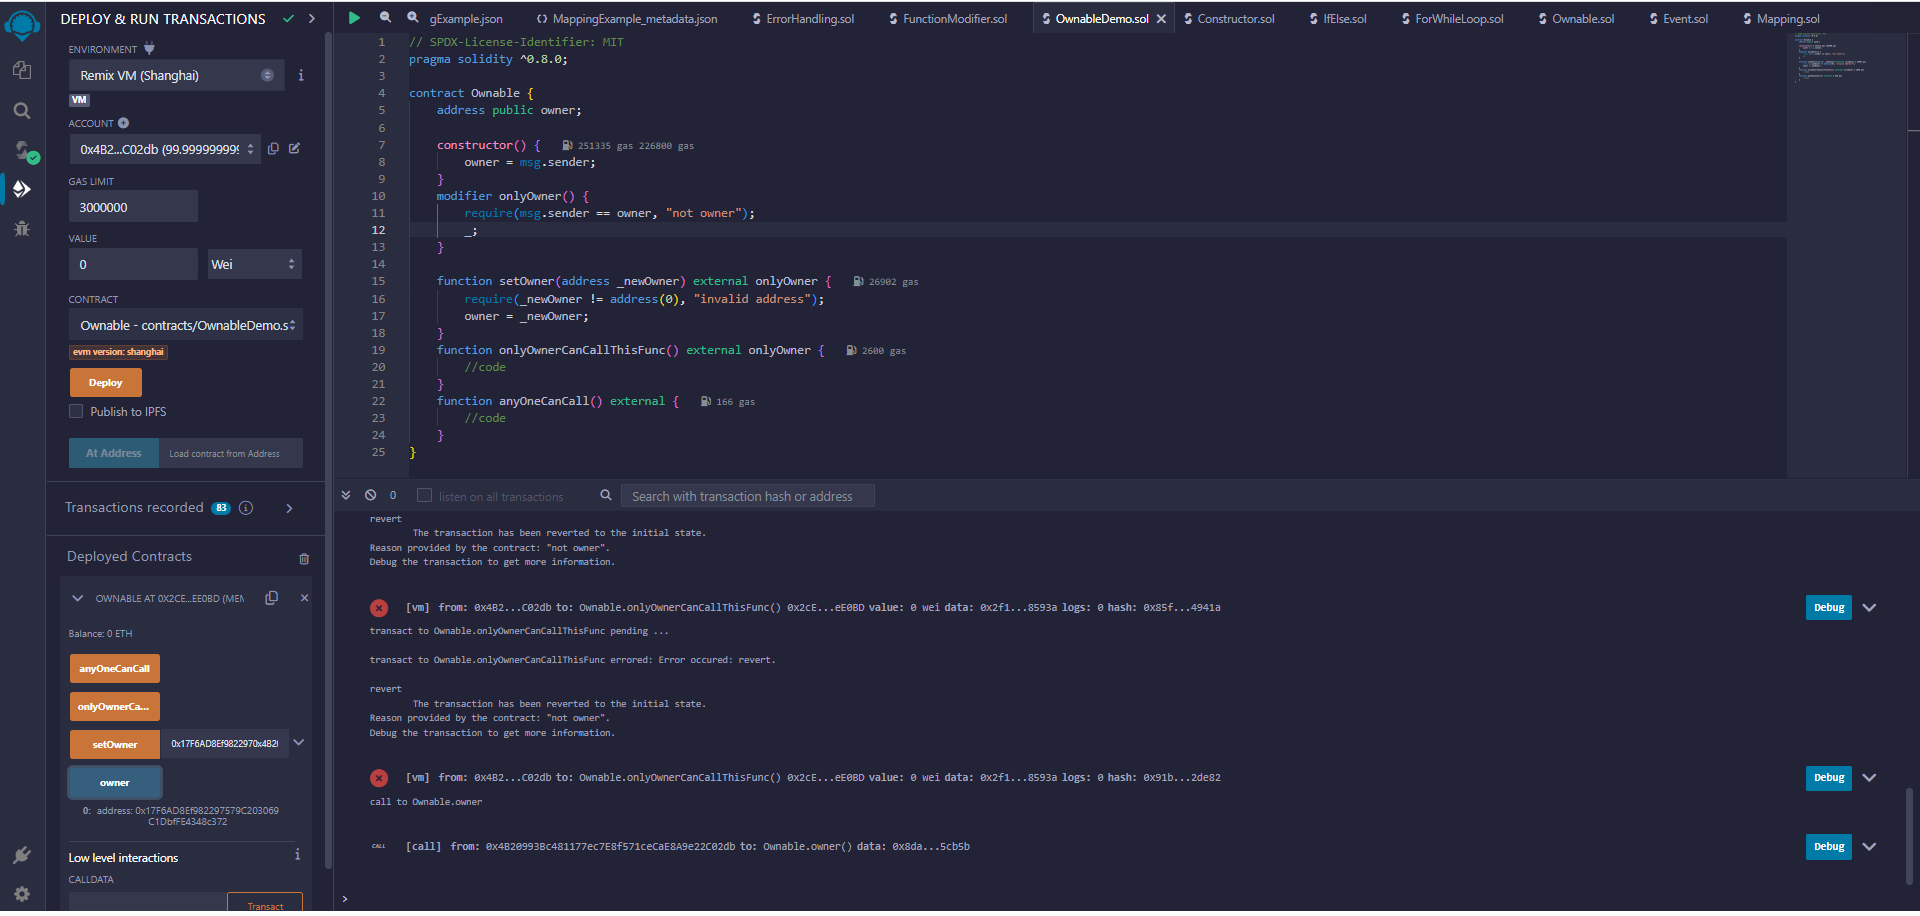 DEPLOY & RUN TRANSACTIONS
ENVIRONMENT
Remix VM (Shanghai)
VM
ACCOUNT
0x4B2...C02db (99.999999999
GAS LIMIT
3000000
VALUE
0
Wei
CONTRACT
Ownable - contracts/OwnableDemo.s
evm version: shanghai
Deploy
Publish to IPFS
At Address
Load contract from Address
Transactions recorded 83
Deployed Contracts
OWNABLE AT 0X2CE...EE0BD (MEM
Balance: 0 ETH
anyOneCanCall
onlyOwnerCa...
setOwner
0x17F6AD8Ef9822970x4B20
owner
0: address: 0x17F6AD8Ef982297579C203069
C1DbfFE4348c372
Low level interactions
CALLDATA
Transact
gExample.json
MappingExample_metadata.json
ErrorHandling.sol
FunctionModifier.sol
OwnableDemo.sol
Constructor.sol
IfElse.sol
ForWhileLoop.sol
Ownable.sol
Event.sol
Mapping.sol
1 // SPDX-License-Identifier: MIT
2 pragma solidity ^0.8.0;
3
4 contract Ownable {
5 address public owner;
6
7 constructor() { 251335 gas 226800 gas
8 owner = msg.sender;
9 }
10 modifier onlyOwner() {
11 require(msg.sender == owner, "not owner");
12 _;
13 }
14
15 function setOwner(address _newOwner) external onlyOwner { 26902 gas
16 require(_newOwner != address(0), "invalid address");
17 owner = _newOwner;
18 }
19 function onlyOwnerCanCallThisFunc() external onlyOwner { 2600 gas
20 //code
21 }
22 function anyOneCanCall() external { 166 gas
23 //code
24 }
25 }
0
listen on all transactions
Search with transaction hash or address
revert
The transaction has been reverted to the initial state.
Reason provided by the contract: "not owner".
Debug the transaction to get more information.
[vm] from: 0x4B2...C02db to: Ownable.onlyOwnerCanCallThisFunc() 0x2cE...eE0BD value: 0 wei data: 0x2f1...8593a logs: 0 hash: 0x85f...4941a
Debug
transact to Ownable.onlyOwnerCanCallThisFunc pending ...
transact to Ownable.onlyOwnerCanCallThisFunc errored: Error occured: revert.
revert
The transaction has been reverted to the initial state.
Reason provided by the contract: "not owner".
Debug the transaction to get more information.
[vm] from: 0x4B2...C02db to: Ownable.onlyOwnerCanCallThisFunc() 0x2cE...eE0BD value: 0 wei data: 0x2f1...8593a logs: 0 hash: 0x91b...2de82
Debug
call to Ownable.owner
CALL [call] from: 0x4B20993Bc481177ec7E8f571ceCaE8A9e22C02db to: Ownable.owner() data: 0x8da...5cb5b
Debug
>